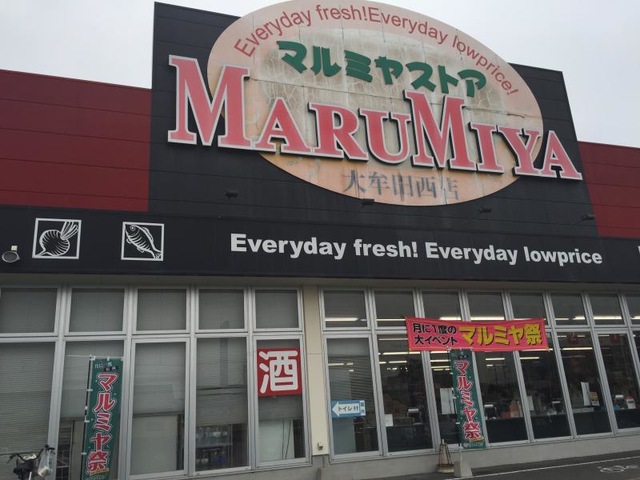 Everyday fresh!Everyday lowprice!
マルミヤストア
MARUMIYA
大牟田西店
Everyday fresh! Everyday lowprice
月に1度の
大イベント
マルミヤ祭
酒
トイレ
マルミヤ祭
マルミヤ祭